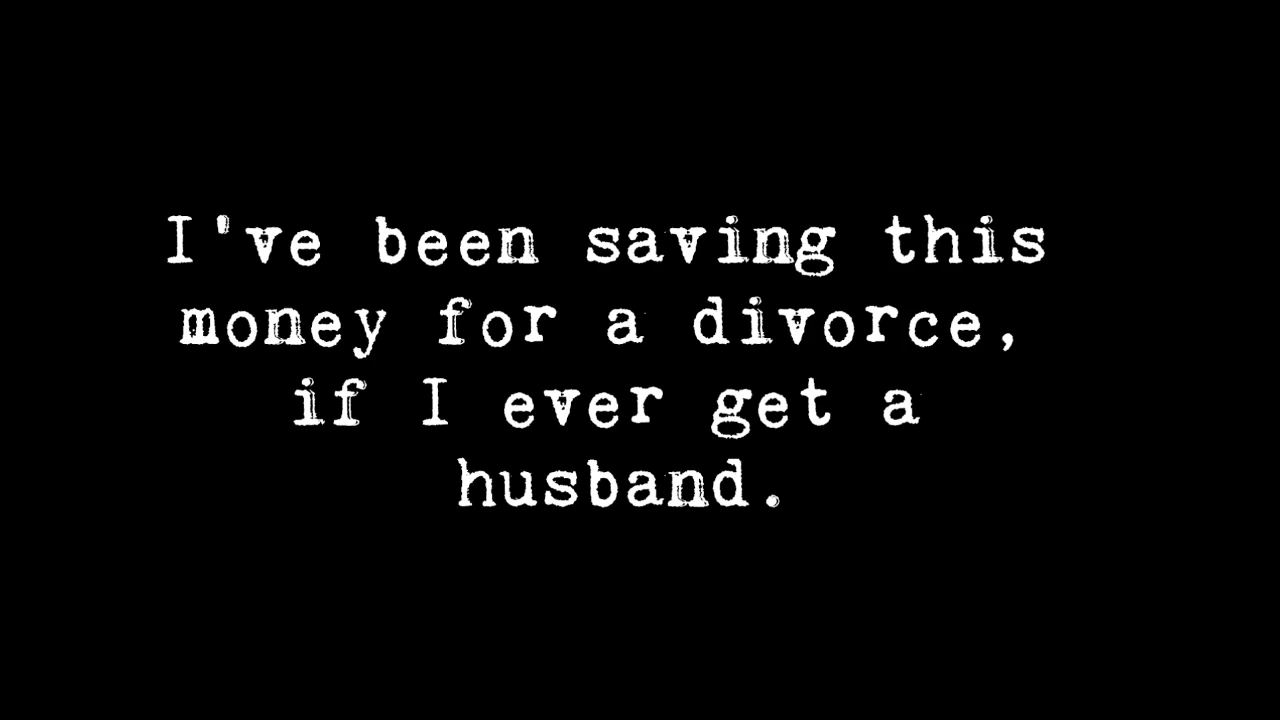 I've been saving this
money for a divorce,
if I ever get a
husband.